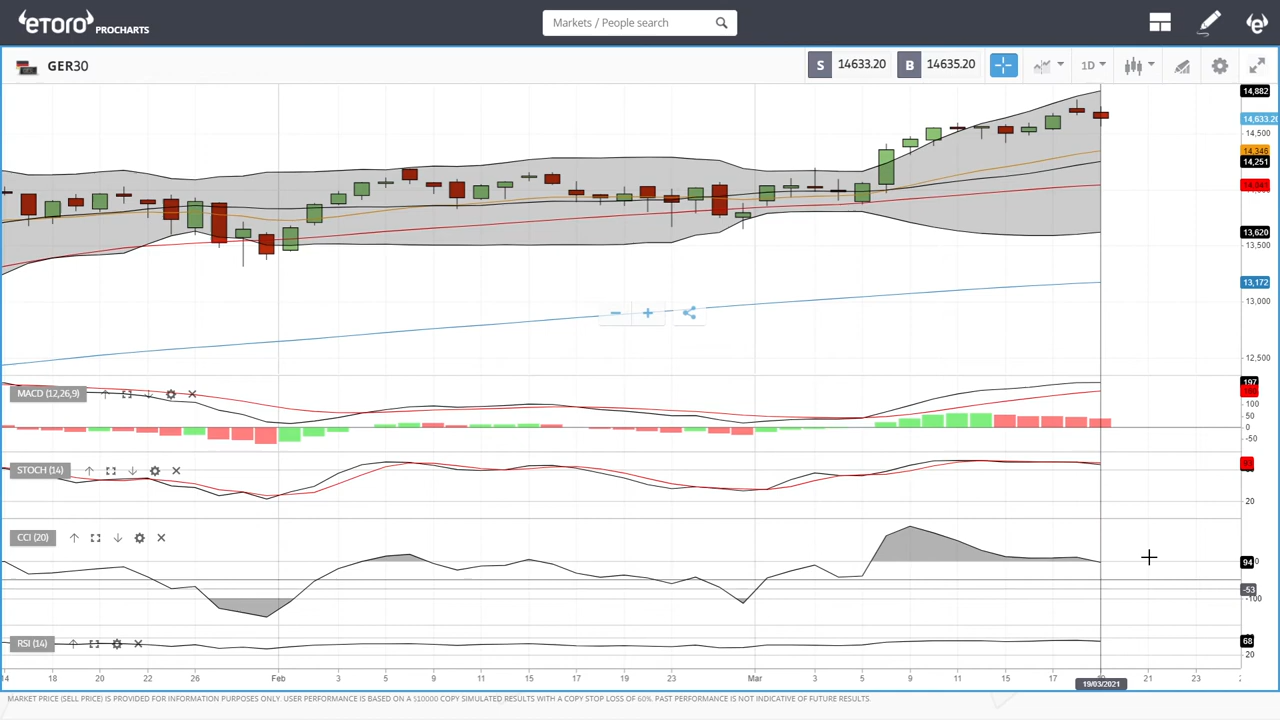 eToro PROCHARTS
Markets / People search
GER30
S 14633.20 B 14635.20
1D
14,882
14,633.20
14,500
14,346
14,251
14,041
13,620
13,500
13,172
13,000
12,500
MACD (12,26,9)
197
100
50
0
-50
STOCH (14)
20
CCI (20)
94
-53
-100
RSI (14)
68
20
14 16 18 20 22 26 Feb 3 5 9 11 15 17 19 23 Mar 3 5 9 11 15 17 21 23
19/03/2021
MARKET PRICE (SELL PRICE) IS PROVIDED FOR INFORMATION PURPOSES ONLY. USER PERFORMANCE IS BASED ON A $10000 COPY SIMULATED RESULTS WITH A COPY STOP LOSS OF 60%. PAST PERFORMANCE IS NOT INDICATIVE OF FUTURE RESULTS.